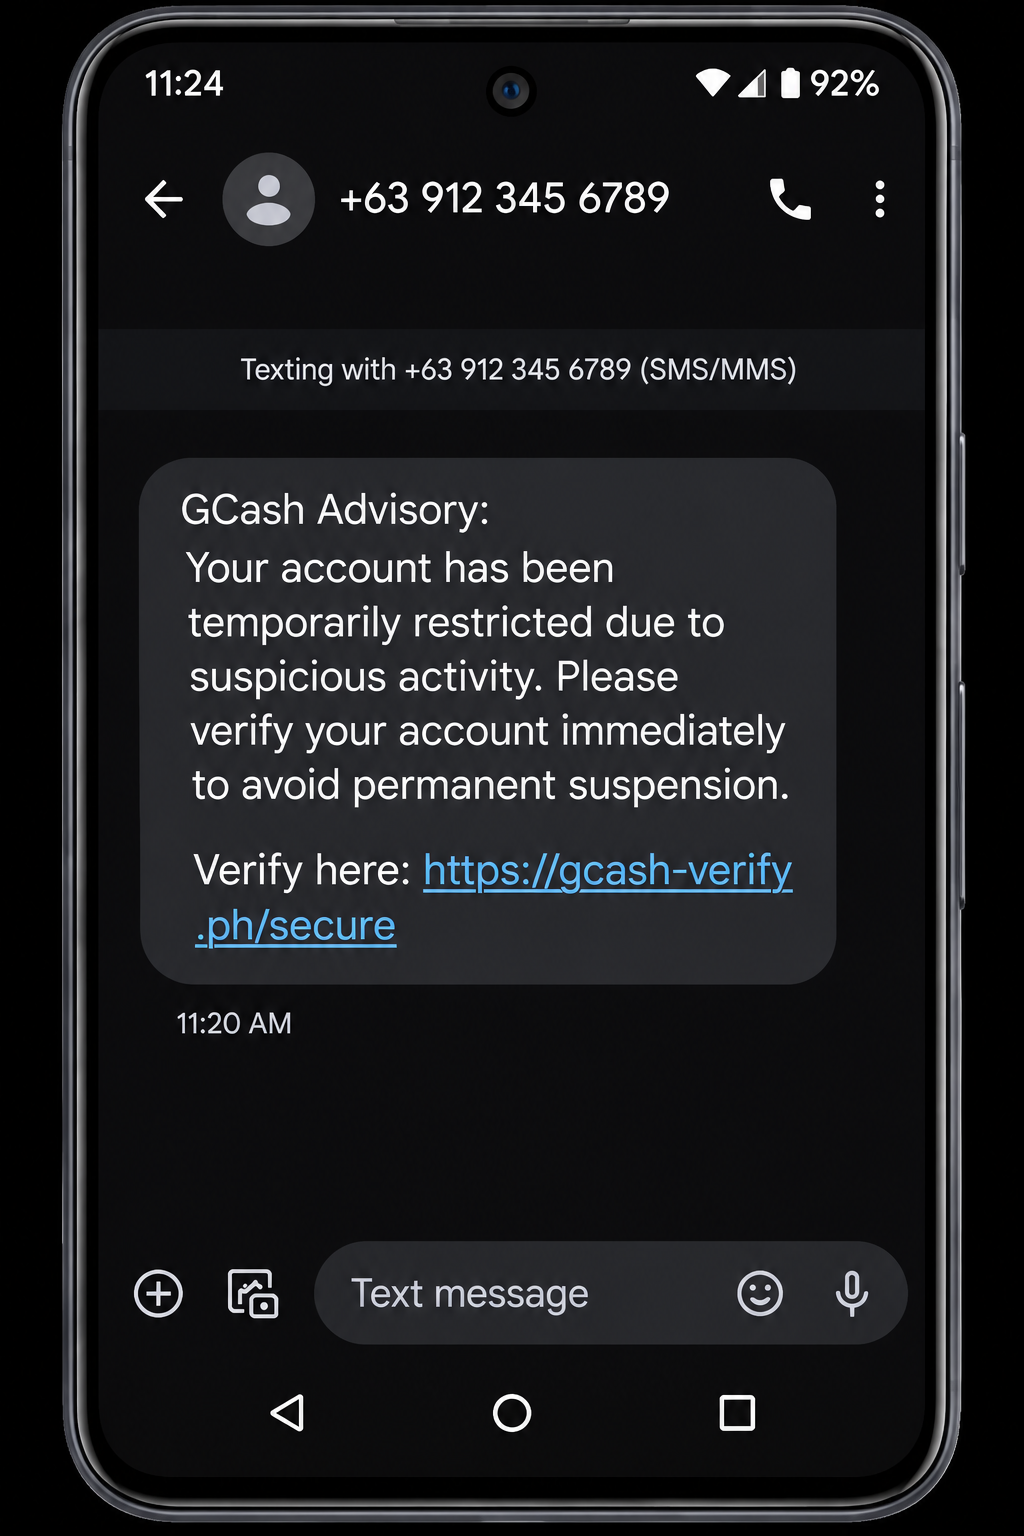 11:24
92%
+63 912 345 6789
Texting with +63 912 345 6789 (SMS/MMS)
GCash Advisory:
Your account has been
temporarily restricted due to
suspicious activity. Please
verify your account immediately
to avoid permanent suspension.
Verify here: https://gcash-verify
.ph/secure
11:20 AM
Text message